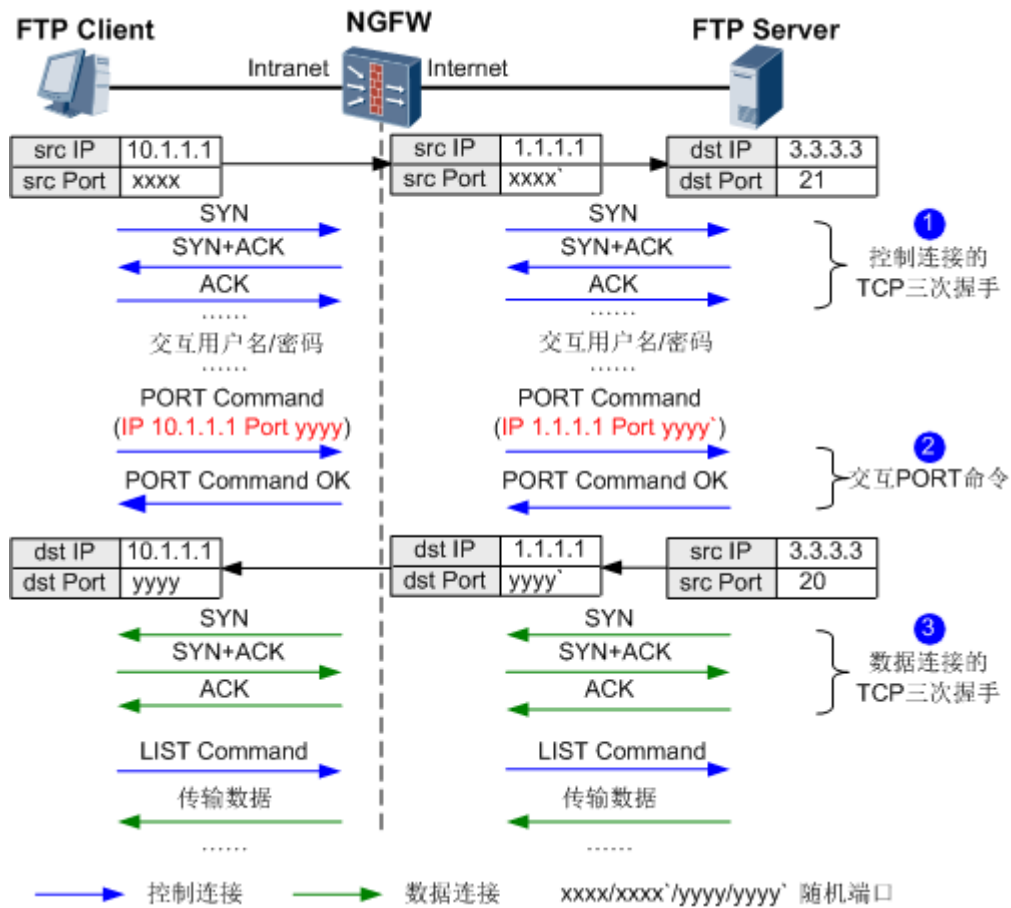 FTP Client
NGFW
FTP Server
Intranet
Internet
src IP 10.1.1.1
src Port xxxx
src IP 1.1.1.1
src Port xxxx`
dst IP 3.3.3.3
dst Port 21
SYN
SYN
SYN+ACK
SYN+ACK
ACK
ACK
1
控制连接的
TCP三次握手
......
......
交互用户名/密码
交互用户名/密码
......
......
PORT Command
(IP 10.1.1.1 Port yyyy)
PORT Command
(IP 1.1.1.1 Port yyyy`)
PORT Command OK
PORT Command OK
2
交互PORT命令
dst IP 10.1.1.1
dst Port yyyy
dst IP 1.1.1.1
dst Port yyyy`
src IP 3.3.3.3
src Port 20
SYN
SYN
SYN+ACK
SYN+ACK
ACK
ACK
3
数据连接的
TCP三次握手
LIST Command
LIST Command
传输数据
传输数据
......
......
控制连接
数据连接
xxxx/xxxx`/yyyy/yyyy` 随机端口